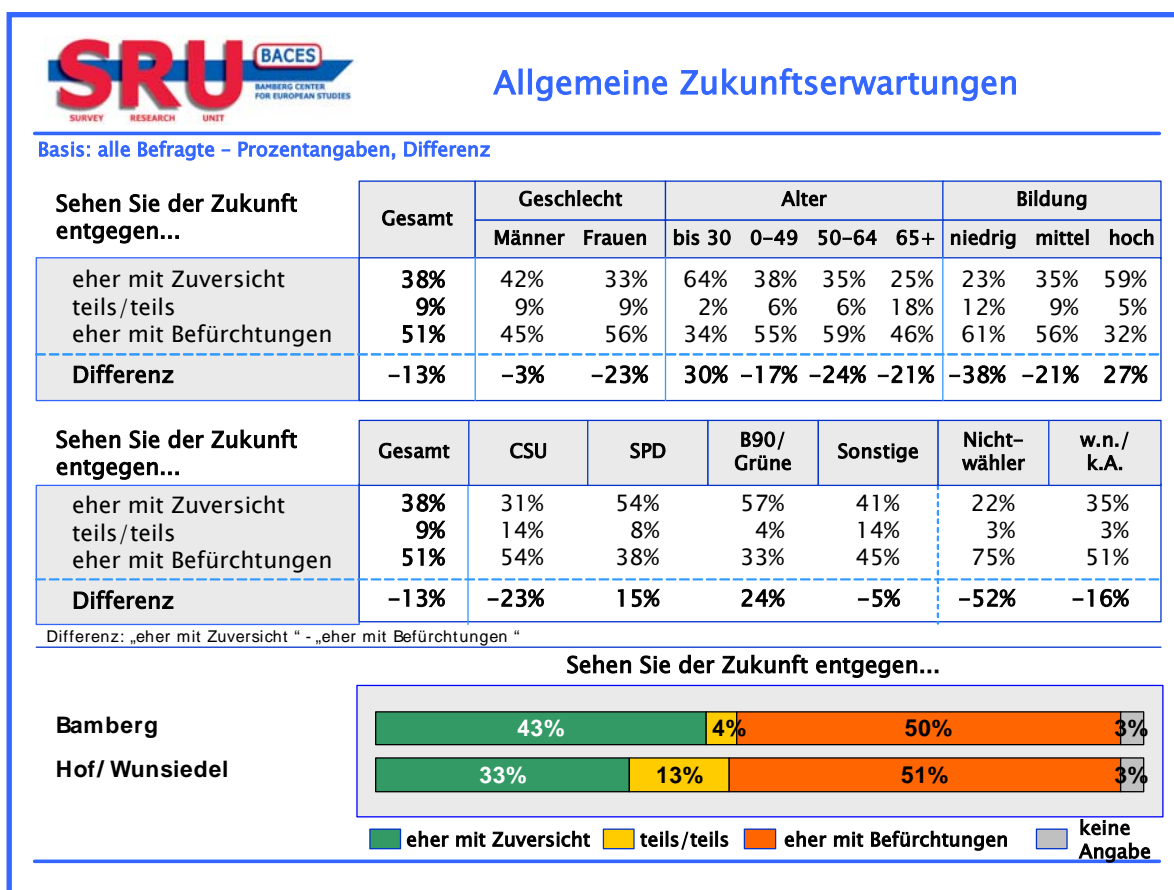 SRU BACES
BAMBERG CENTER
FOR EUROPEAN STUDIES
SURVEY RESEARCH UNIT
Allgemeine Zukunftserwartungen
Basis: alle Befragte – Prozentangaben, Differenz
Sehen Sie der Zukunft entgegen... Gesamt Geschlecht Alter Bildung
Männer Frauen bis 30 0–49 50–64 65+ niedrig mittel hoch
eher mit Zuversicht 38% 42% 33% 64% 38% 35% 25% 23% 35% 59%
teils/teils 9% 9% 9% 2% 6% 6% 18% 12% 9% 5%
eher mit Befürchtungen 51% 45% 56% 34% 55% 59% 46% 61% 56% 32%
Differenz –13% –3% –23% 30% –17% –24% –21% –38% –21% 27%
Sehen Sie der Zukunft entgegen... Gesamt CSU SPD B90/ Grüne Sonstige Nicht– wähler w.n./ k.A.
eher mit Zuversicht 38% 31% 54% 57% 41% 22% 35%
teils/teils 9% 14% 8% 4% 14% 3% 3%
eher mit Befürchtungen 51% 54% 38% 33% 45% 75% 51%
Differenz –13% –23% 15% 24% –5% –52% –16%
Differenz: „eher mit Zuversicht “ - „eher mit Befürchtungen “
Sehen Sie der Zukunft entgegen...
Bamberg 43% 4% 50% 3%
Hof/ Wunsiedel 33% 13% 51% 3%
eher mit Zuversicht teils/teils eher mit Befürchtungen keine Angabe